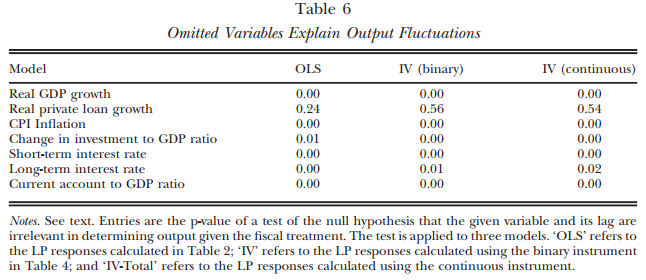 Table 6
Omitted Variables Explain Output Fluctuations
Model OLS IV (binary) IV (continuous)
Real GDP growth 0.00 0.00 0.00
Real private loan growth 0.24 0.56 0.54
CPI Inflation 0.00 0.00 0.00
Change in investment to GDP ratio 0.01 0.00 0.00
Short-term interest rate 0.00 0.00 0.00
Long-term interest rate 0.00 0.01 0.02
Current account to GDP ratio 0.00 0.00 0.00
Notes. See text. Entries are the p-value of a test of the null hypothesis that the given variable and its lag are
irrelevant in determining output given the fiscal treatment. The test is applied to three models. ‘OLS’ refers to
the LP responses calculated in Table 2; ‘IV’ refers to the LP responses calculated using the binary instrument
in Table 4; and ‘IV-Total’ refers to the LP responses calculated using the continuous instrument.